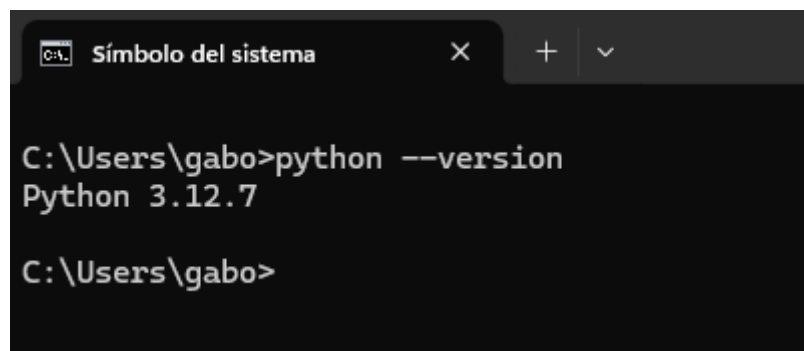 Símbolo del sistema
C:\Users\gabo>python --version
Python 3.12.7
C:\Users\gabo>